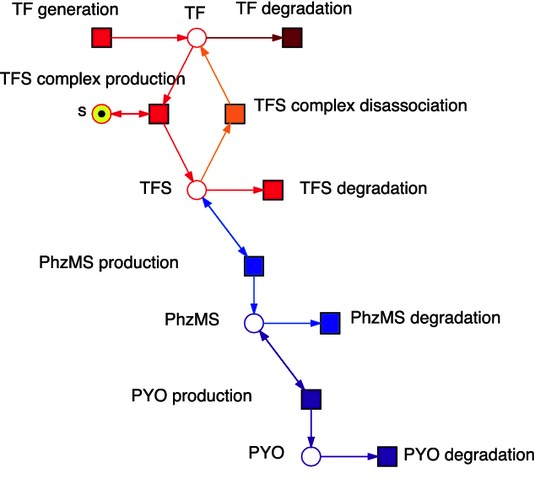 TF generation
TF
TF degradation
TFS complex production
s
TFS complex disassociation
TFS
TFS degradation
PhzMS production
PhzMS
PhzMS degradation
PYO production
PYO
PYO degradation